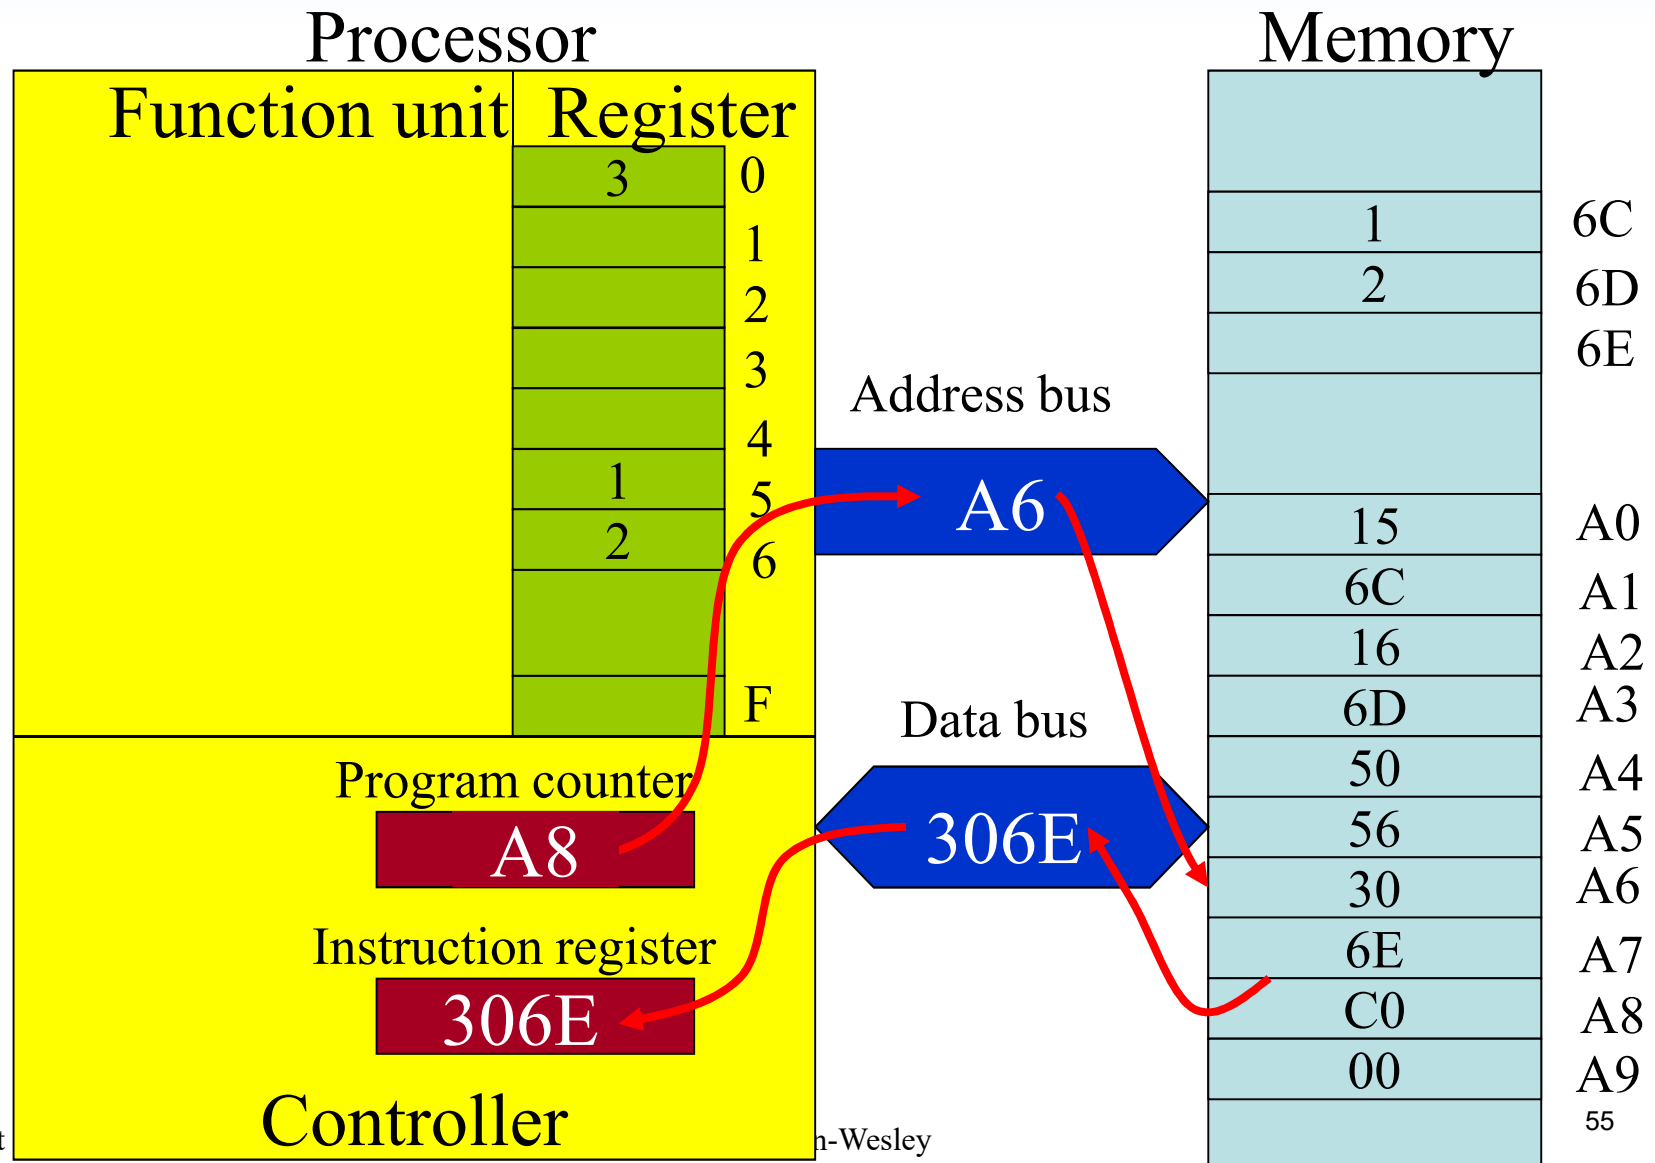 Processor
Memory
Function unit
Register
3
0
1
2
3
4
1
5
2
6
F
Program counter
A8
Instruction register
306E
Controller
Address bus
A6
Data bus
306E
1
6C
2
6D
6E
15
A0
6C
A1
16
A2
6D
A3
50
A4
56
A5
30
A6
6E
A7
C0
A8
00
A9
t
n-Wesley
55